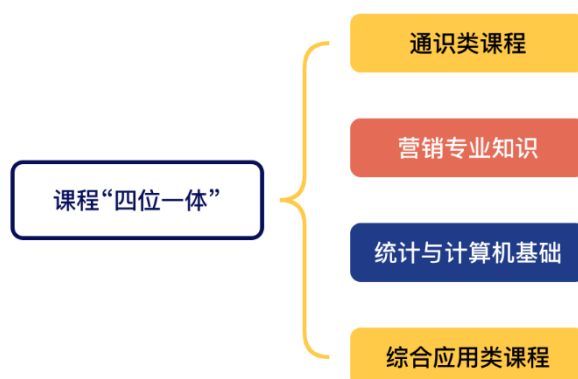 通识类课程
营销专业知识
课程“四位一体”
统计与计算机基础
综合应用类课程